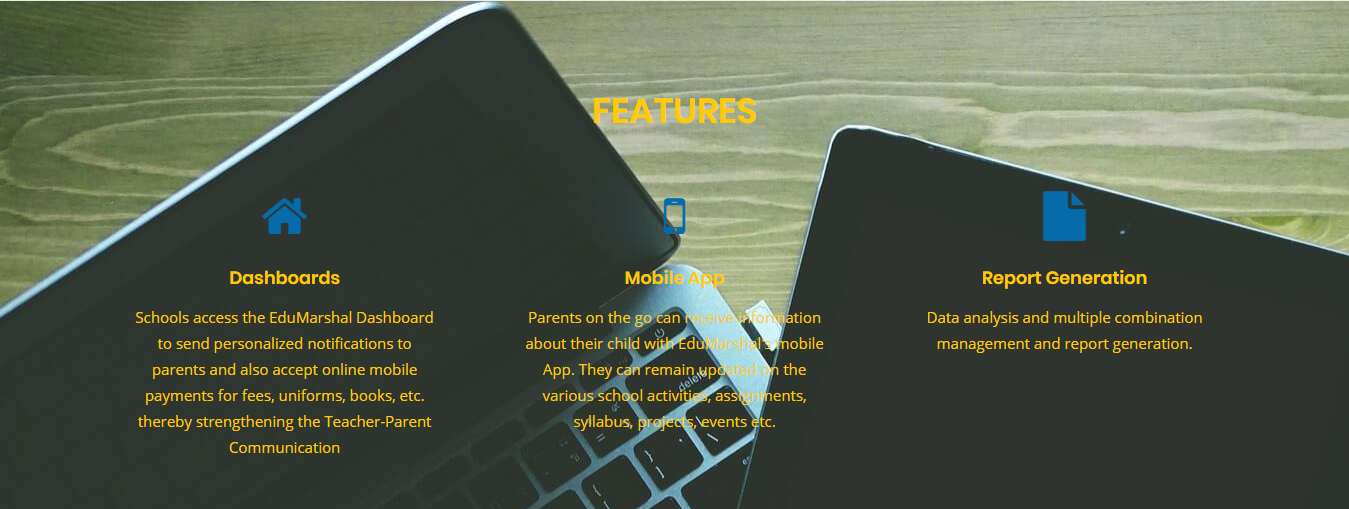 FEATURES
Dashboards
Schools access the EduMarshal Dashboard
to send personalized notifications to
parents and also accept online mobile
payments for fees, uniforms, books, etc.
thereby strengthening the Teacher-Parent
Communication
Mobile App
Parents on the go can receive information
about their child with EduMarshal's mobile
App. They can remain updated on the
various school activities, assignments,
syllabus, projects, events etc.
Report Generation
Data analysis and multiple combination
management and report generation.
delete